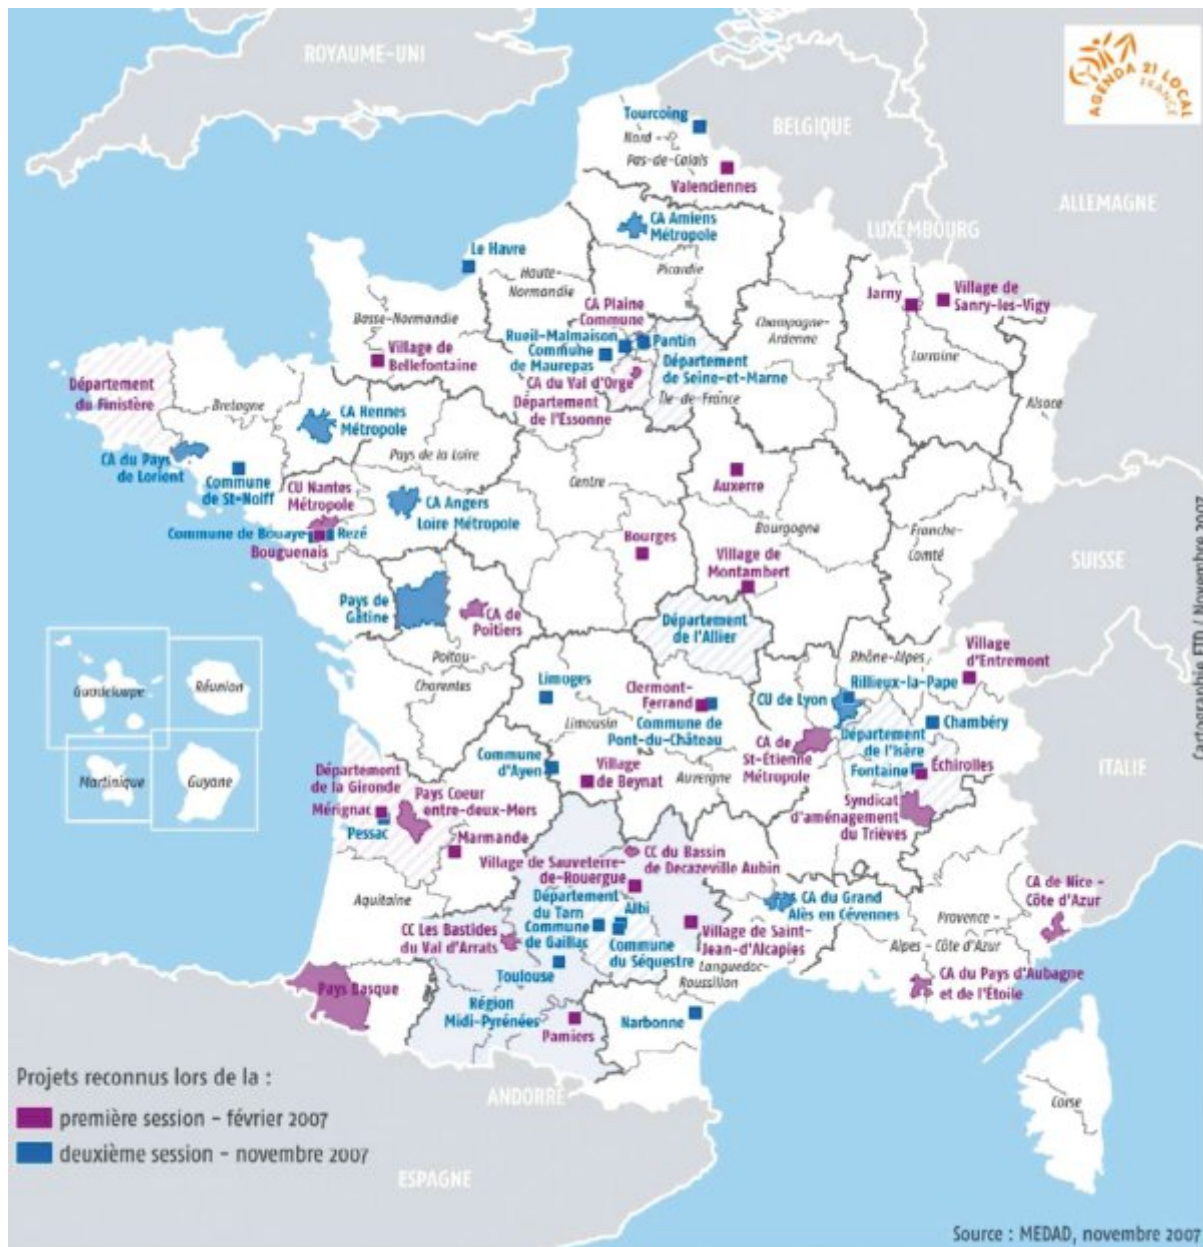 ROYAUME-UNI
AGENDA 21 LOCAL
FRANCE
BELGIQUE
ALLEMAGNE
LUXEMBOURG
Tourcoing
Nord -
Pas-de-Calais
Valenciennes
CA Amiens
Métropole
Picardie
Le Havre
Haute-
Normandie
Basse-Normandie
Village de
Bellefontaine
CA Plaine
Commune
Rueil-Malmaison
Commune
de Maurepas
Pantin
Département
de Seine-et-Marne
CA du Val d'Orge
Département
de l'Essonne
Île-de-France
Champagne-
Ardenne
Jarny
Village de
Sanry-les-Vigy
Lorraine
Alsace
Département
du Finistère
Bretagne
CA Rennes
Métropole
CA du Pays
de Lorient
Commune
de St-Nolff
Pays de la Loire
CU Nantes
Métropole
CA Angers
Loire Métropole
Commune de Bouaye
Rezé
Bouguenais
Centre
Auxerre
Bourgogne
Franche-
Comté
Bourges
Village de
Montambert
SUISSE
Pays de
Gâtine
CA de
Poitiers
Poitou-
Charentes
Département
de l'Allier
Rhône-Alpes
Village
d'Entremont
Guadeloupe
Réunion
Martinique
Guyane
Limoges
Limousin
Clermont-
Ferrand
Commune de
Pont-du-Château
CU de Lyon
Rillieux-la-Pape
Chambéry
Département
de l'Isère
Fontaine
Échirolles
CA de
St-Étienne
Métropole
Syndicat
d'aménagement
du Trièves
ITALIE
Commune
d'Ayen
Village
de Beynat
Auvergne
Département
de la Gironde
Mérignac
Pessac
Pays Coeur
entre-deux-Mers
Marmande
Aquitaine
Village de Sauveterre-
de-Rouergue
CC du Bassin
de Decazeville Aubin
Département
du Tarn
Albi
Commune
de Gaillac
Commune
du Séquestre
Village de Saint-
Jean-d'Alcapies
CA du Grand
Alès en Cévennes
CA de Nice -
Côte d'Azur
Provence -
Alpes - Côte d'Azur
CA du Pays d'Aubagne
et de l'Étoile
CC Les Bastides
du Val d'Arrats
Toulouse
Languedoc-
Roussillon
Pays Basque
Région
Midi-Pyrénées
Pamiers
Narbonne
ANDORRE
ESPAGNE
Corse
Projets reconnus lors de la :
première session - février 2007
deuxième session - novembre 2007
Cartographie ETD / Novembre 2007
Source : MEDAD, novembre 2007